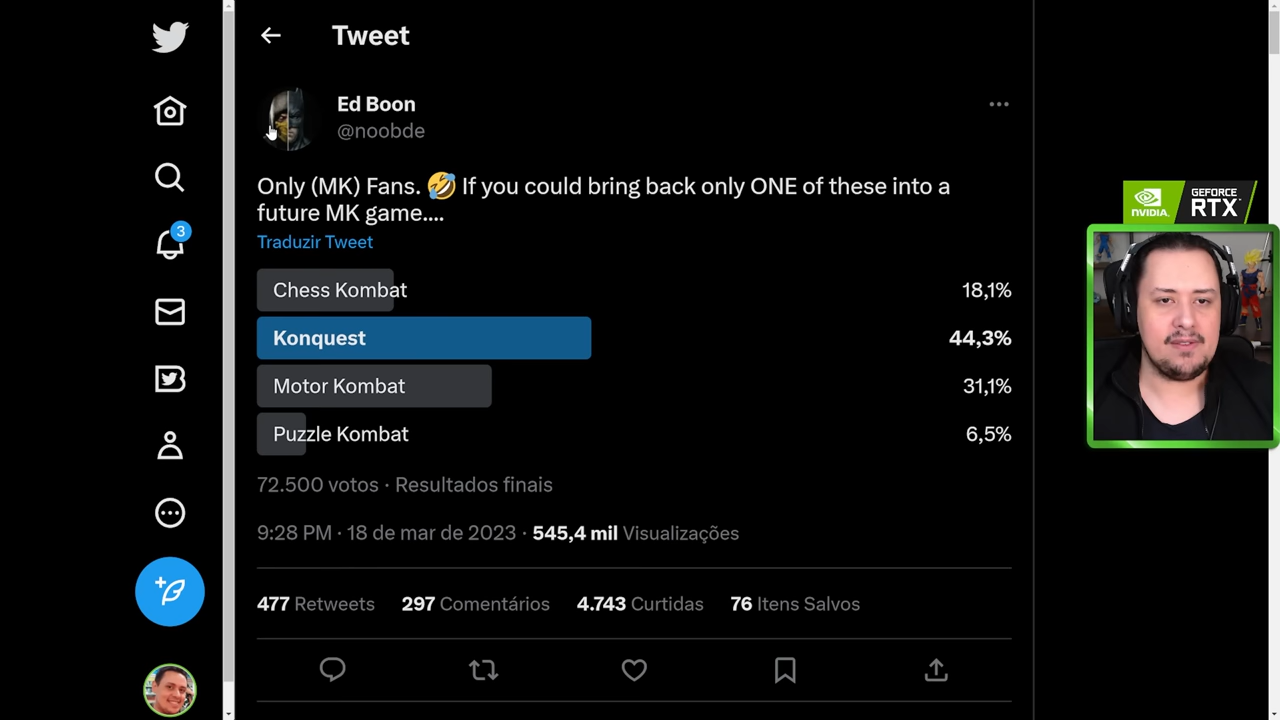 Tweet
Ed Boon
@noobde
Only (MK) Fans. 🤣 If you could bring back only ONE of these into a
future MK game....
Traduzir Tweet
Chess Kombat 18,1%
Konquest 44,3%
Motor Kombat 31,1%
Puzzle Kombat 6,5%
72.500 votos · Resultados finais
9:28 PM · 18 de mar de 2023 · 545,4 mil Visualizações
477 Retweets 297 Comentários 4.743 Curtidas 76 Itens Salvos
3
NVIDIA.
GEFORCE
RTX